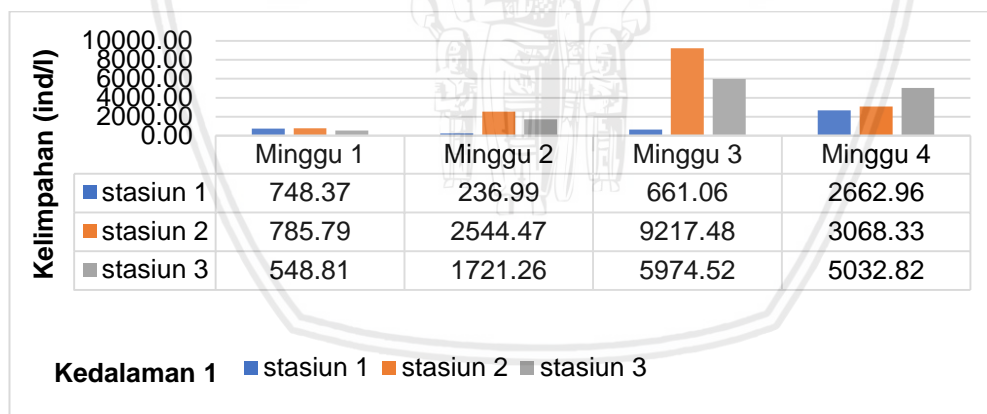 Kelimpahan (ind/l)
10000.00
8000.00
6000.00
4000.00
2000.00
0.00
Minggu 1 Minggu 2 Minggu 3 Minggu 4
stasiun 1 748.37 236.99 661.06 2662.96
stasiun 2 785.79 2544.47 9217.48 3068.33
stasiun 3 548.81 1721.26 5974.52 5032.82
Kedalaman 1 stasiun 1 stasiun 2 stasiun 3